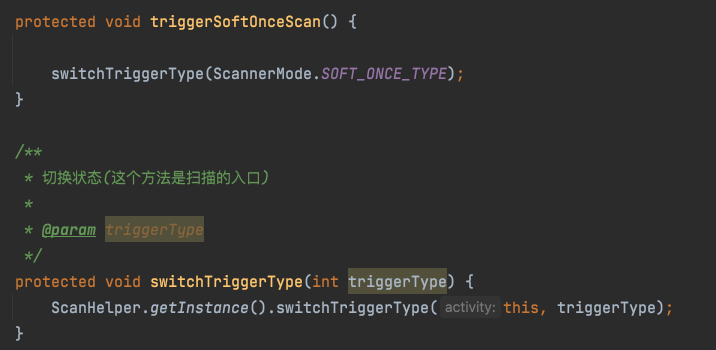 protected void triggerSoftOnceScan() {
switchTriggerType(ScannerMode.SOFT_ONCE_TYPE);
}
/**
* 切换状态(这个方法是扫描的入口)
*
* @param triggerType
*/
protected void switchTriggerType(int triggerType) {
ScanHelper.getInstance().switchTriggerType( activity: this, triggerType);
}